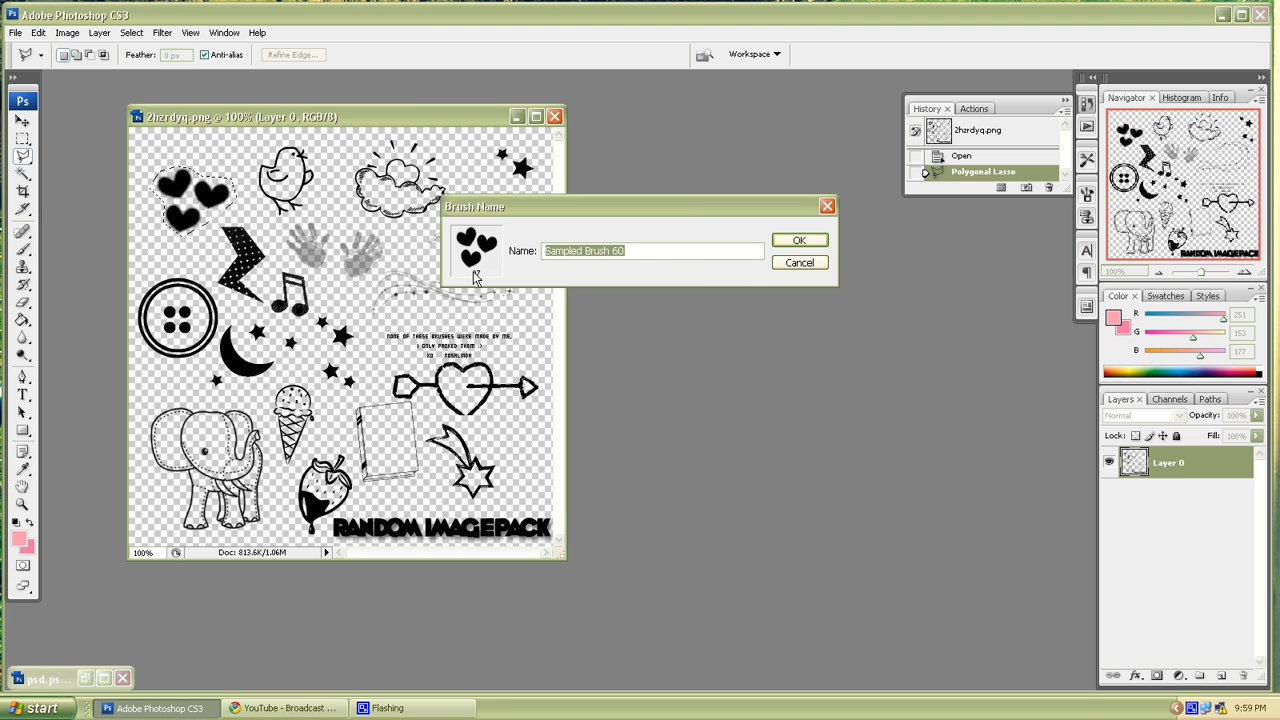 Adobe Photoshop CS3
File Edit Image Layer Select Filter View Window Help
Feather: 0 px Anti-alias Refine Edge... Workspace
Ps
2hzrdyq.png @ 100% (Layer 0, RGB/8)
History Actions
2hzrdyq.png
Open
Polygonal Lasso
Navigator Histogram Info
100%
Brush Name
Name: Sampled Brush 60
OK
Cancel
NONE OF THESE BRUSHES WERE MADE BY ME,
I ONLY PACKED THEM :)
XO ROSALINDA
RANDOM IMAGEPACK
100% Doc: 813.6K/1.06M
Color Swatches Styles
R 251
G 153
B 177
Layers Channels Paths
Normal Opacity: 100%
Lock: Fill: 100%
Layer 0
psd.ps...
start Adobe Photoshop CS3 YouTube - Broadcast ... Flashing 9:59 PM